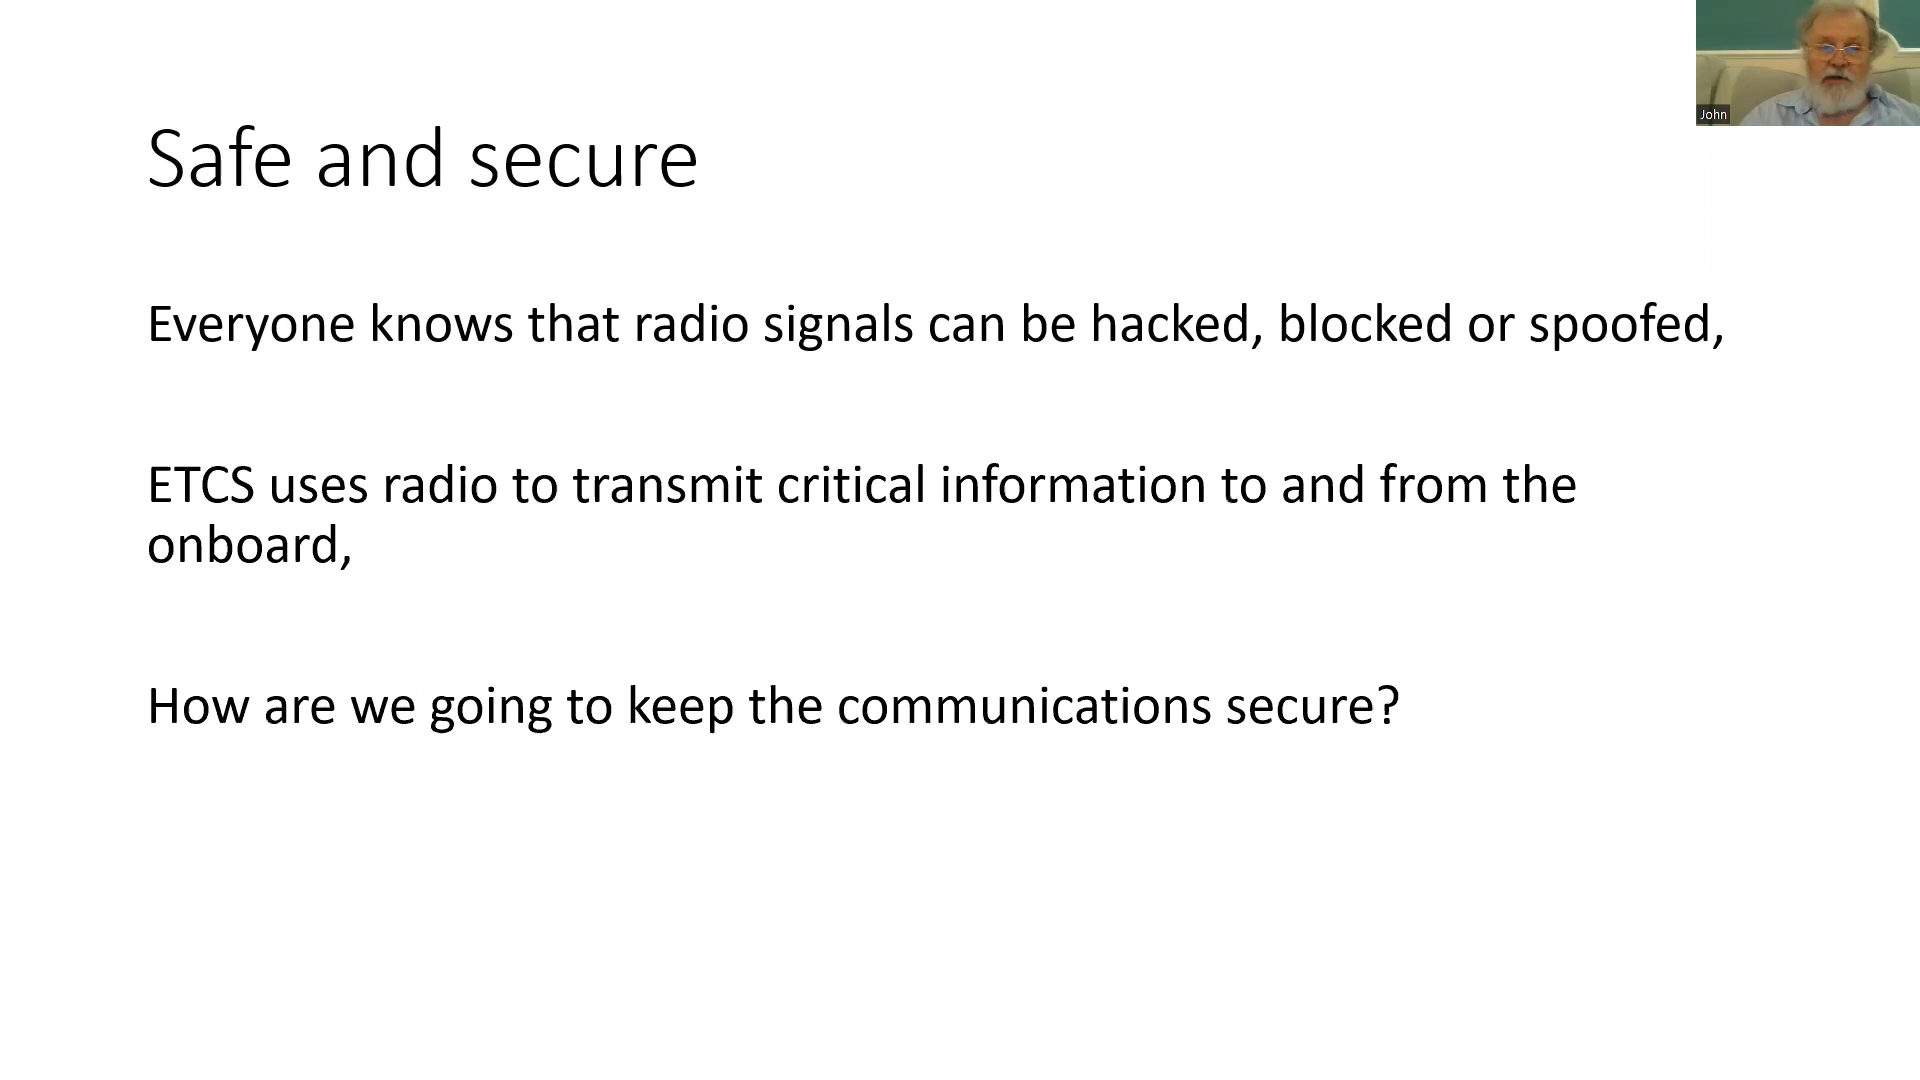 John
Safe and secure
Everyone knows that radio signals can be hacked, blocked or spoofed,
ETCS uses radio to transmit critical information to and from the
onboard,
How are we going to keep the communications secure?